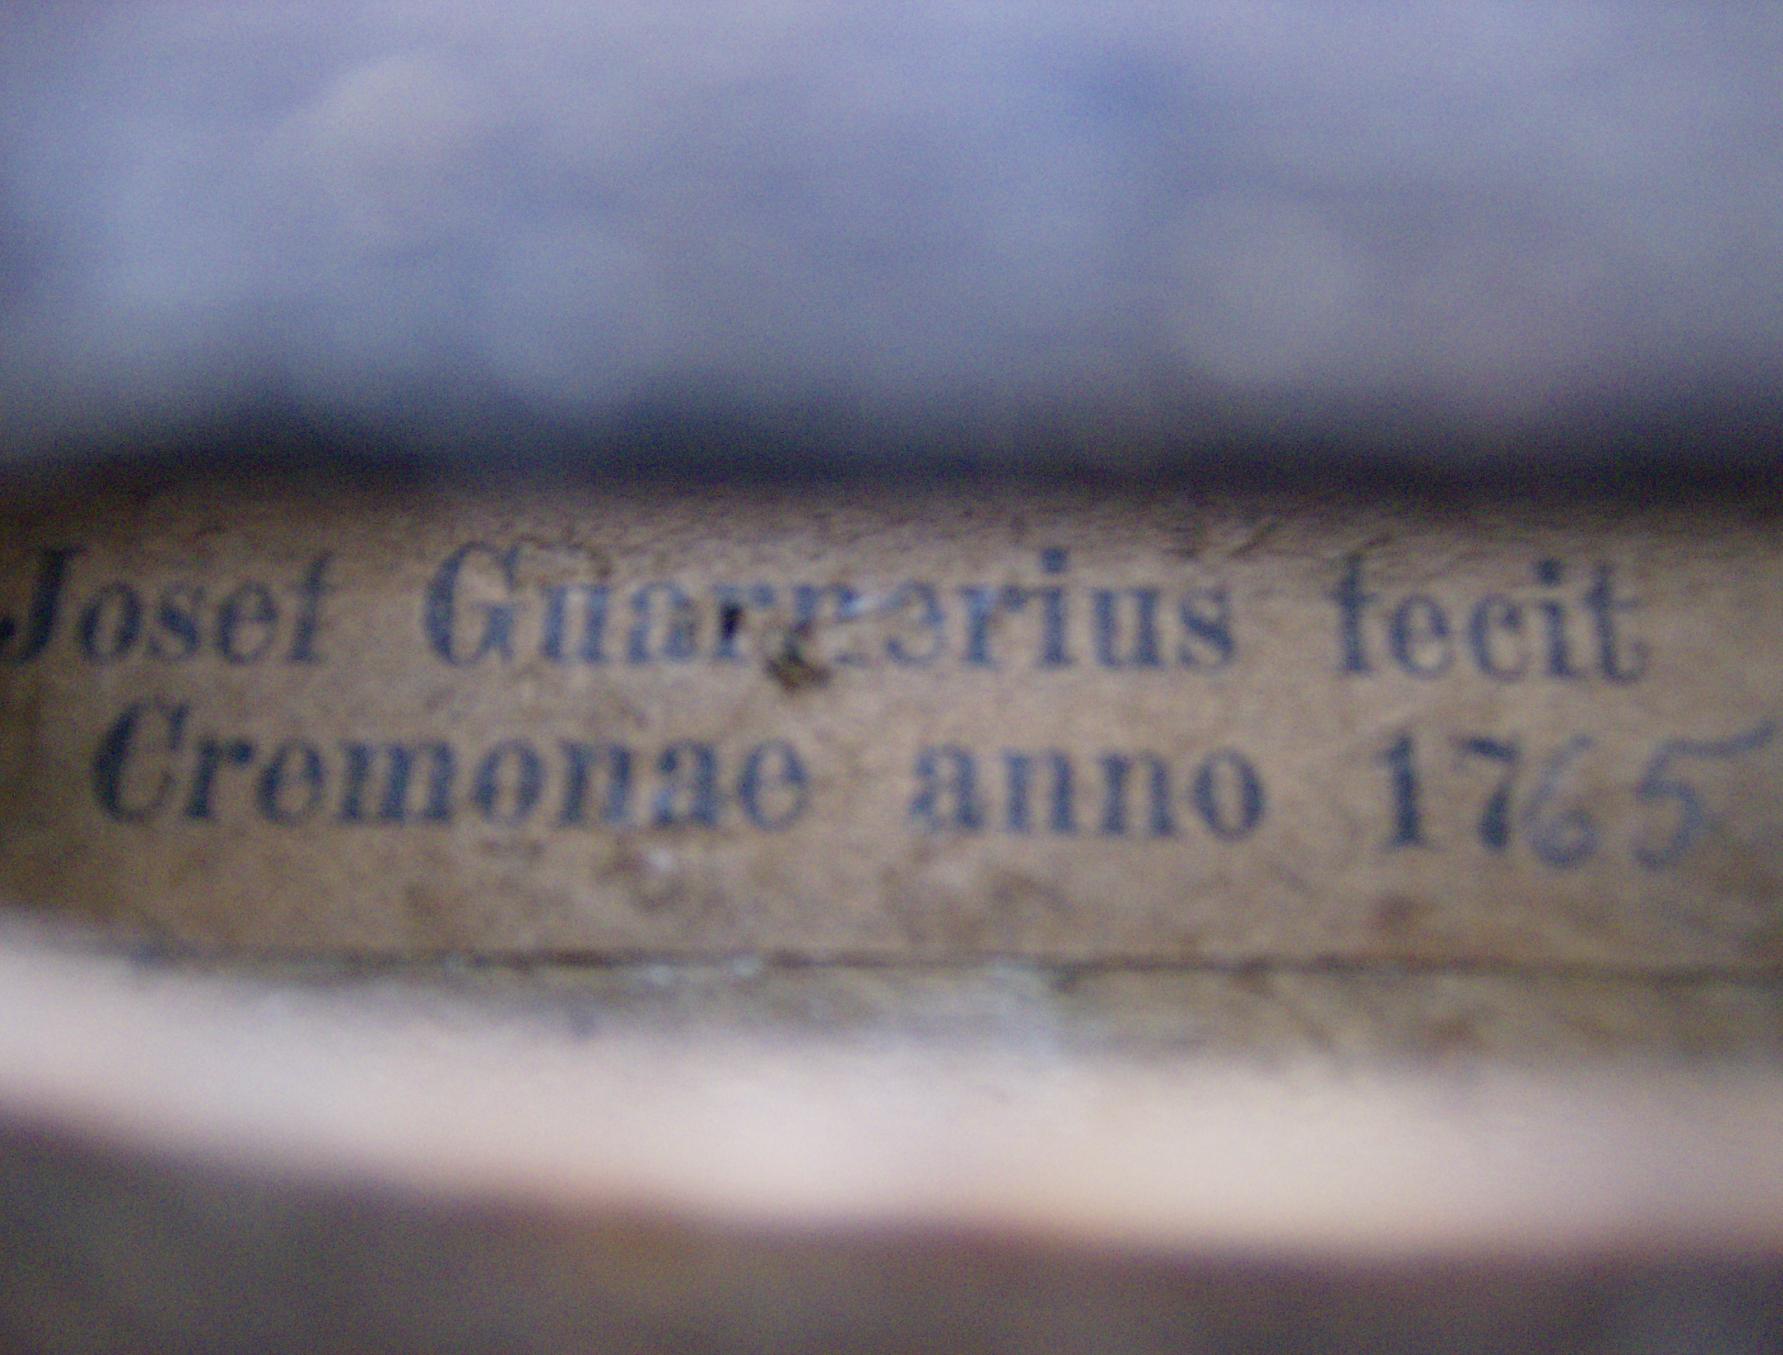 Josef Guarnerius fecit
Cremonae anno 1765